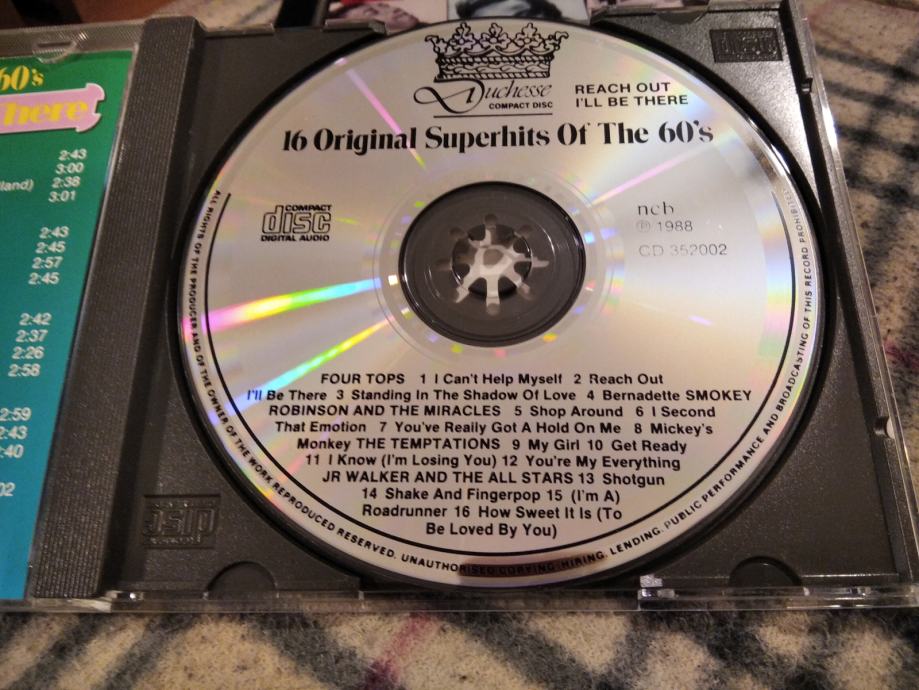 60's
here
2:43
3:00
land) 2:38
3:01
2:43
2:45
2:57
2:45
2:42
2:37
2:26
2:58
2:59
2:43
:40
02
Duchesse
COMPACT DISC
REACH OUT
I'LL BE THERE
16 Original Superhits Of The 60's
COMPACT
disc
DIGITAL AUDIO
ncb
℗ 1988
CD 352002
FOUR TOPS 1 I Can't Help Myself 2 Reach Out
I'll Be There 3 Standing In The Shadow Of Love 4 Bernadette SMOKEY
ROBINSON AND THE MIRACLES 5 Shop Around 6 I Second
That Emotion 7 You've Really Got A Hold On Me 8 Mickey's
Monkey THE TEMPTATIONS 9 My Girl 10 Get Ready
11 I Know (I'm Losing You) 12 You're My Everything
JR WALKER AND THE ALL STARS 13 Shotgun
14 Shake And Fingerpop 15 (I'm A)
Roadrunner 16 How Sweet It Is (To
Be Loved By You)
ALL RIGHTS OF THE PRODUCER AND OF THE OWNER OF THE WORK REPRODUCED RESERVED. UNAUTHORISED COPYING, HIRING, LENDING, PUBLIC PERFORMANCE AND BROADCASTING OF THIS RECORD PROHIBITED
disc